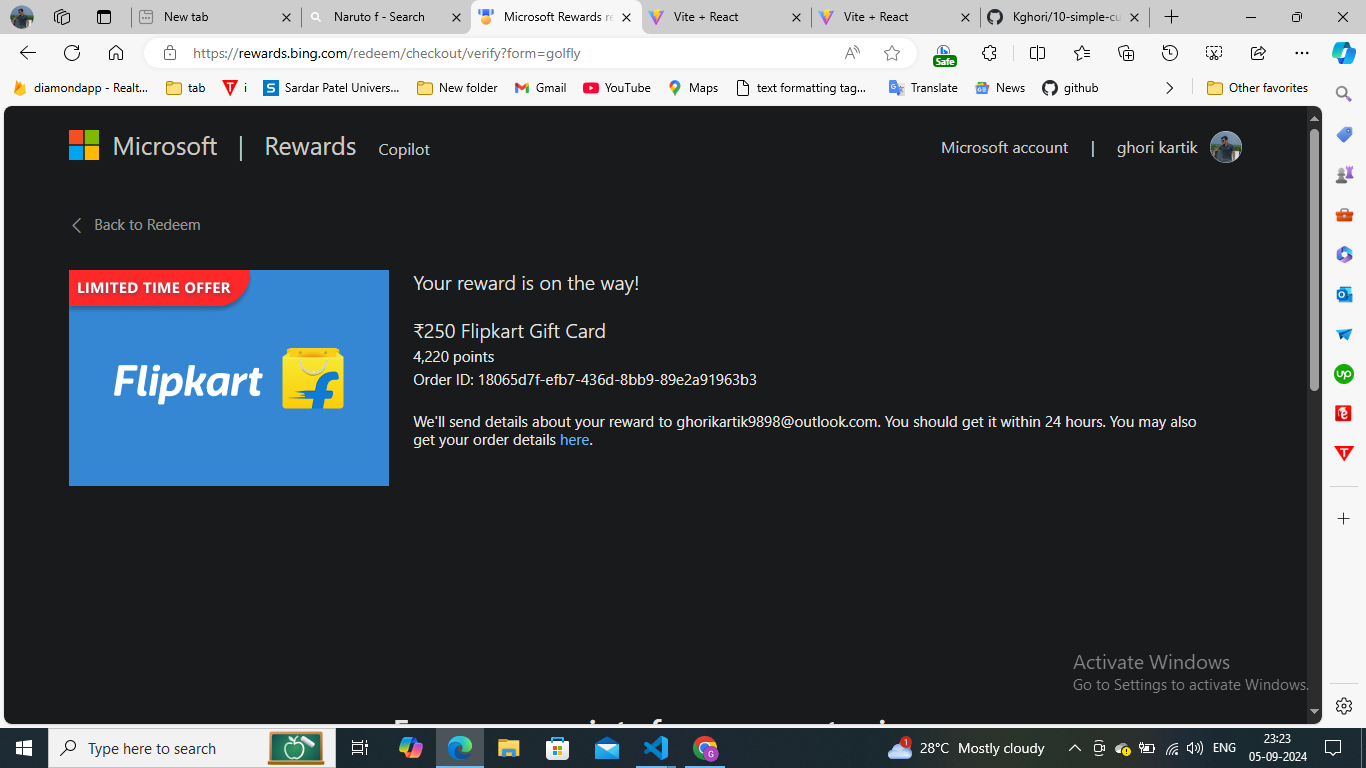 New tab
Naruto f - Search
Microsoft Rewards re
Vite + React
Vite + React
Kghori/10-simple-cu
https://rewards.bing.com/redeem/checkout/verify?form=golfly
Safe
diamondapp - Realt...
tab
i
Sardar Patel Univers...
New folder
Gmail
YouTube
Maps
text formatting tag...
Translate
News
github
Other favorites
Microsoft | Rewards Copilot
Microsoft account | ghori kartik
Back to Redeem
LIMITED TIME OFFER
Flipkart
Your reward is on the way!
₹250 Flipkart Gift Card
4,220 points
Order ID: 18065d7f-efb7-436d-8bb9-89e2a91963b3
We'll send details about your reward to ghorikartik9898@outlook.com. You should get it within 24 hours. You may also
get your order details here.
Activate Windows
Go to Settings to activate Windows.
Type here to search
1
28°C Mostly cloudy
ENG
23:23
05-09-2024